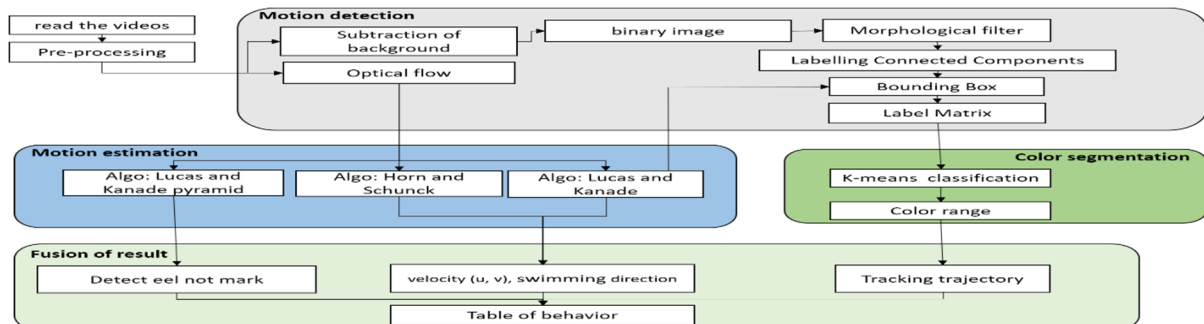 Motion detection
read the videos
Pre-processing
Subtraction of
background
binary image
Morphological filter
Optical flow
Labelling Connected Components
Bounding Box
Label Matrix
Motion estimation
Algo: Lucas and
Kanade pyramid
Algo: Horn and
Schunck
Algo: Lucas and
Kanade
Color segmentation
K-means classification
Color range
Fusion of result
Detect eel not mark
velocity (u, v), swimming direction
Tracking trajectory
Table of behavior